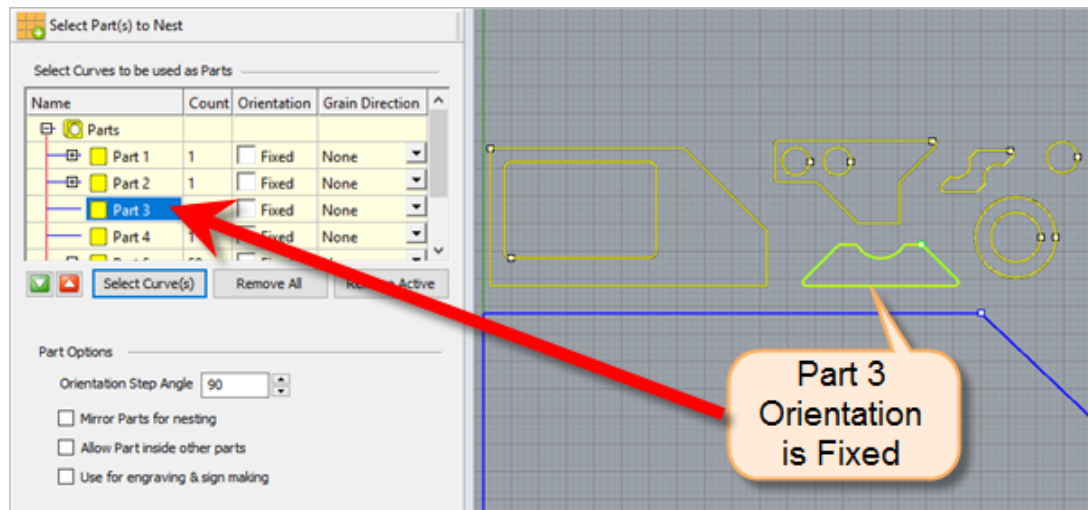 Select Part(s) to Nest
Select Curves to be used as Parts
Name Count Orientation Grain Direction
Parts
Part 1 1 Fixed None
Part 2 1 Fixed None
Part 3 Fixed None
Part 4 1 Fixed None
Select Curve(s) Remove All Active
Part Options
Orientation Step Angle 90
Mirror Parts for nesting
Allow Part inside other parts
Use for engraving & sign making
Part 3
Orientation
is Fixed